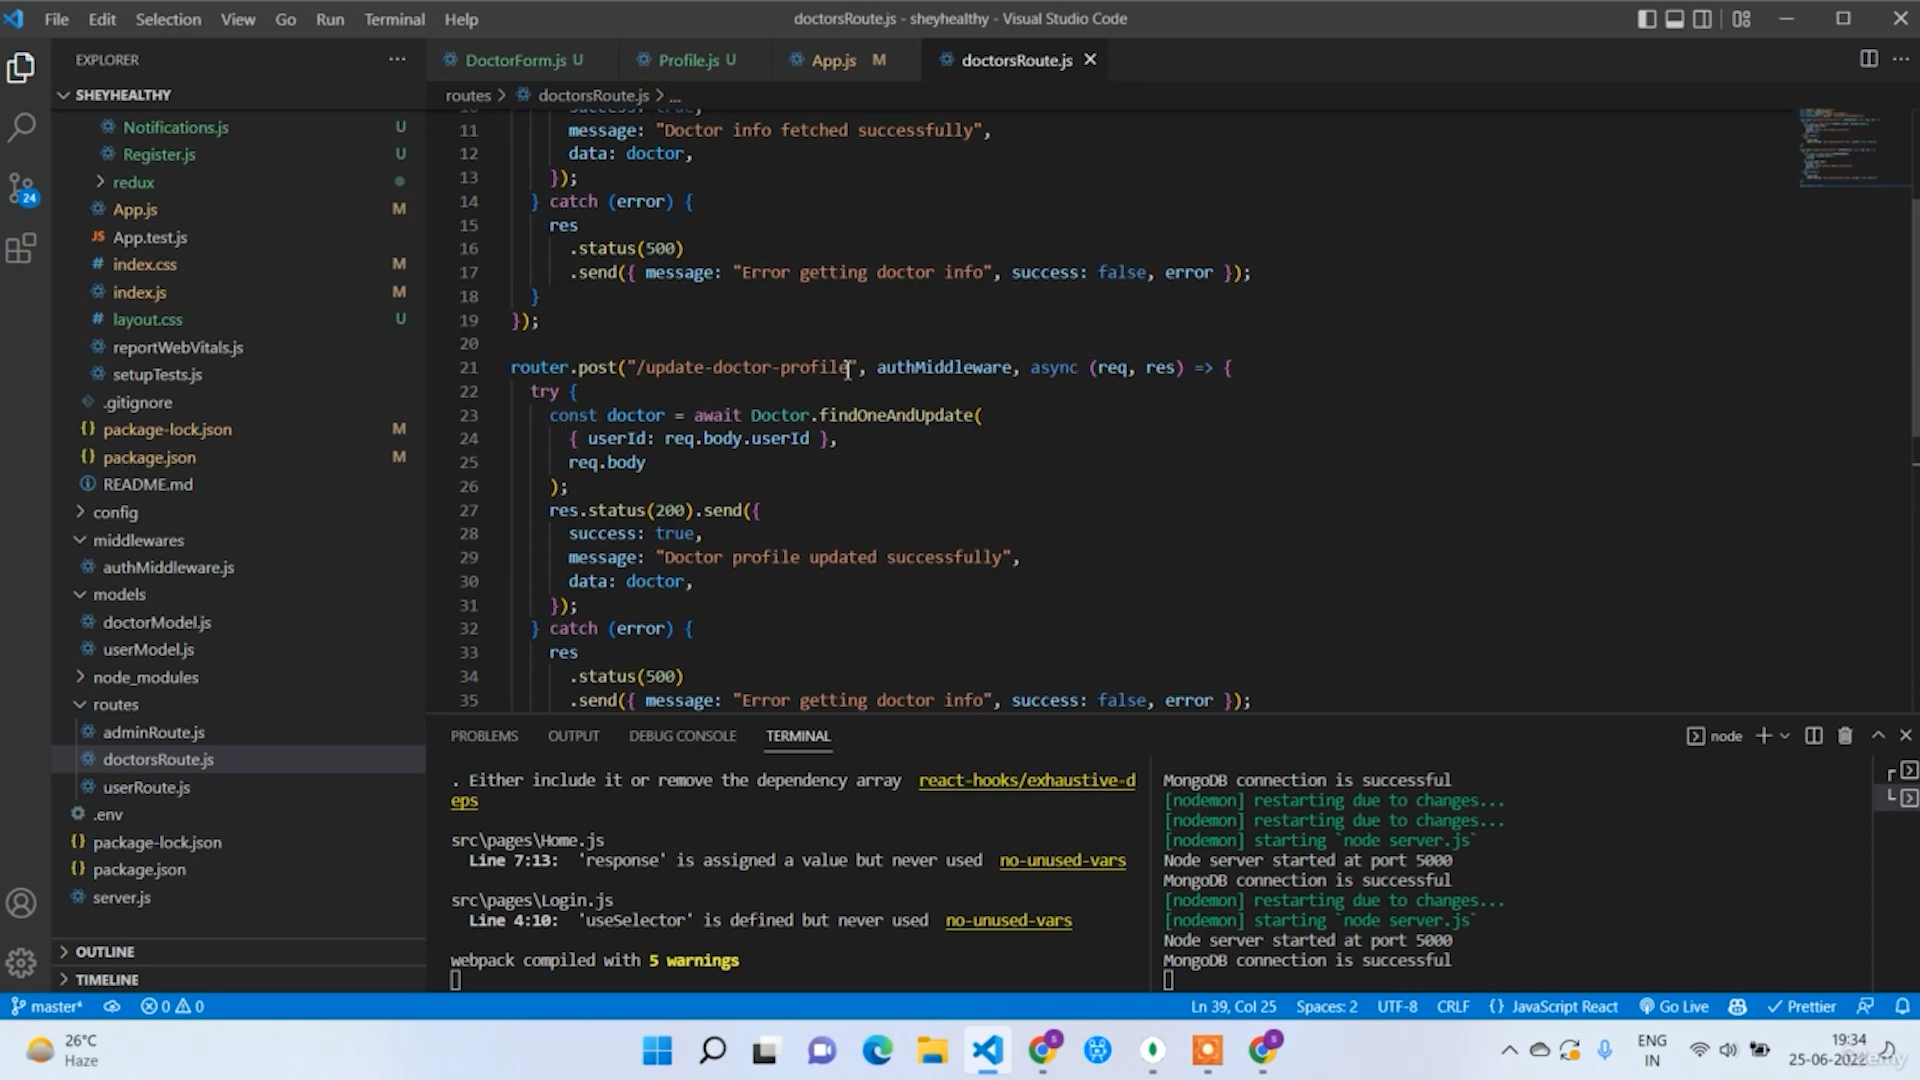 File Edit Selection View Go Run Terminal Help
doctorsRoute.js - sheyhealthy - Visual Studio Code
EXPLORER
DoctorForm.js U
Profile.js U
App.js M
doctorsRoute.js
SHEYHEALTHY
routes > doctorsRoute.js > ...
Notifications.js U
Register.js U
redux
App.js M
JS App.test.js
# index.css M
index.js M
# layout.css U
reportWebVitals.js
setupTests.js
.gitignore
{} package-lock.json M
{} package.json M
README.md
config
middlewares
authMiddleware.js
models
doctorModel.js
userModel.js
node_modules
routes
adminRoute.js
doctorsRoute.js
userRoute.js
.env
{} package-lock.json
{} package.json
server.js
OUTLINE
TIMELINE
24
11 message: "Doctor info fetched successfully",
12 data: doctor,
13 });
14 } catch (error) {
15 res
16 .status(500)
17 .send({ message: "Error getting doctor info", success: false, error });
18 }
19 });
20
21 router.post("/update-doctor-profile", authMiddleware, async (req, res) => {
22 try {
23 const doctor = await Doctor.findOneAndUpdate(
24 { userId: req.body.userId },
25 req.body
26 );
27 res.status(200).send({
28 success: true,
29 message: "Doctor profile updated successfully",
30 data: doctor,
31 });
32 } catch (error) {
33 res
34 .status(500)
35 .send({ message: "Error getting doctor info", success: false, error });
PROBLEMS OUTPUT DEBUG CONSOLE TERMINAL
node
. Either include it or remove the dependency array react-hooks/exhaustive-d
eps
src\pages\Home.js
Line 7:13: 'response' is assigned a value but never used no-unused-vars
src\pages\Login.js
Line 4:10: 'useSelector' is defined but never used no-unused-vars
webpack compiled with 5 warnings
MongoDB connection is successful
[nodemon] restarting due to changes...
[nodemon] restarting due to changes...
[nodemon] starting `node server.js`
Node server started at port 5000
MongoDB connection is successful
[nodemon] restarting due to changes...
[nodemon] starting `node server.js`
Node server started at port 5000
MongoDB connection is successful
master* 0 0
Ln 39, Col 25 Spaces: 2 UTF-8 CRLF {} JavaScript React Go Live Prettier
26°C
Haze
ENG
IN
19:34
25-06-2022